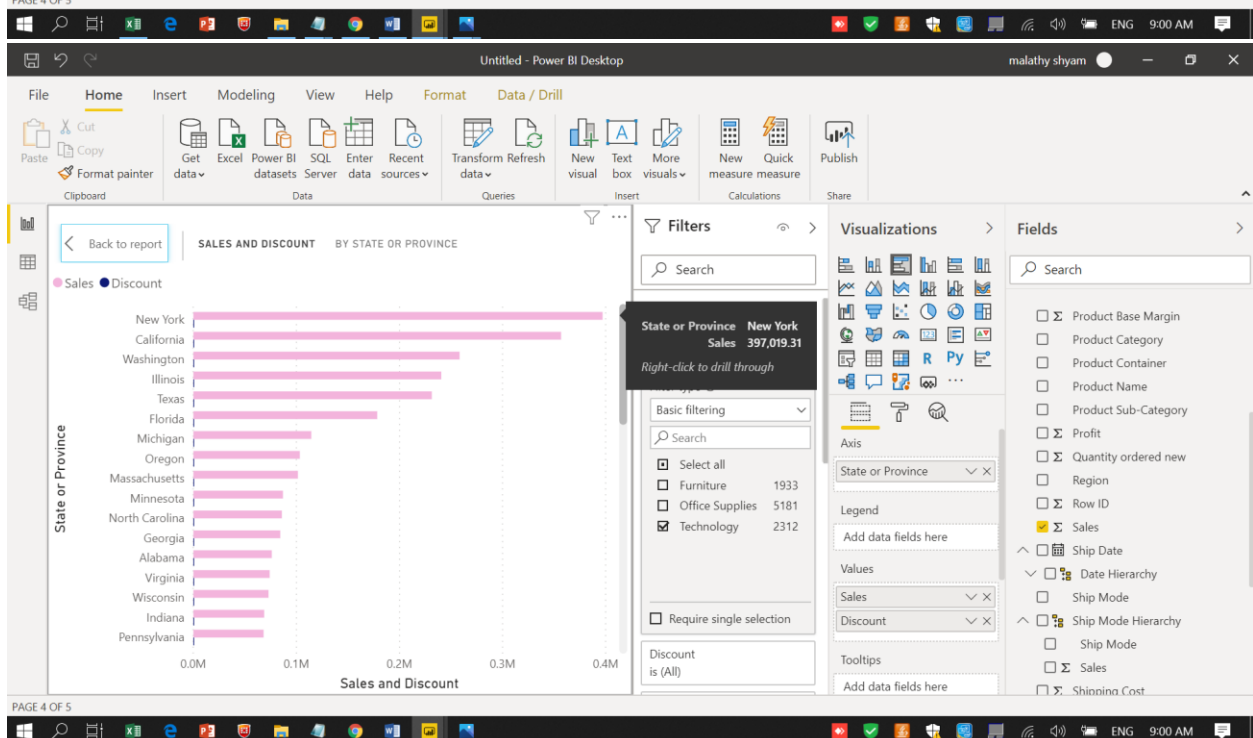 PAGE 4 OF 5
ENG 9:00 AM
Untitled - Power BI Desktop
malathy shyam
File Home Insert Modeling View Help Format Data / Drill
Paste
Cut
Copy
Format painter
Get data
Excel
Power BI datasets
SQL Server
Enter data
Recent sources
Transform data
Refresh
New visual
Text box
More visuals
New measure
Quick measure
Publish
Clipboard
Data
Queries
Insert
Calculations
Share
Back to report
SALES AND DISCOUNT BY STATE OR PROVINCE
Sales Discount
State or Province
New York
California
Washington
Illinois
Texas
Florida
Michigan
Oregon
Massachusetts
Minnesota
North Carolina
Georgia
Alabama
Virginia
Wisconsin
Indiana
Pennsylvania
0.0M 0.1M 0.2M 0.3M 0.4M
Sales and Discount
State or Province New York
Sales 397,019.31
Right-click to drill through
Filters
Search
Filter type
Basic filtering
Search
Select all
Furniture 1933
Office Supplies 5181
Technology 2312
Require single selection
Discount
is (All)
Visualizations
123
R Py
Axis
State or Province
Legend
Add data fields here
Values
Sales
Discount
Tooltips
Add data fields here
Fields
Search
Σ Product Base Margin
Product Category
Product Container
Product Name
Product Sub-Category
Σ Profit
Σ Quantity ordered new
Region
Σ Row ID
Σ Sales
Ship Date
Date Hierarchy
Ship Mode
Ship Mode Hierarchy
Ship Mode
Σ Sales
Σ Shipping Cost
PAGE 4 OF 5
ENG 9:00 AM